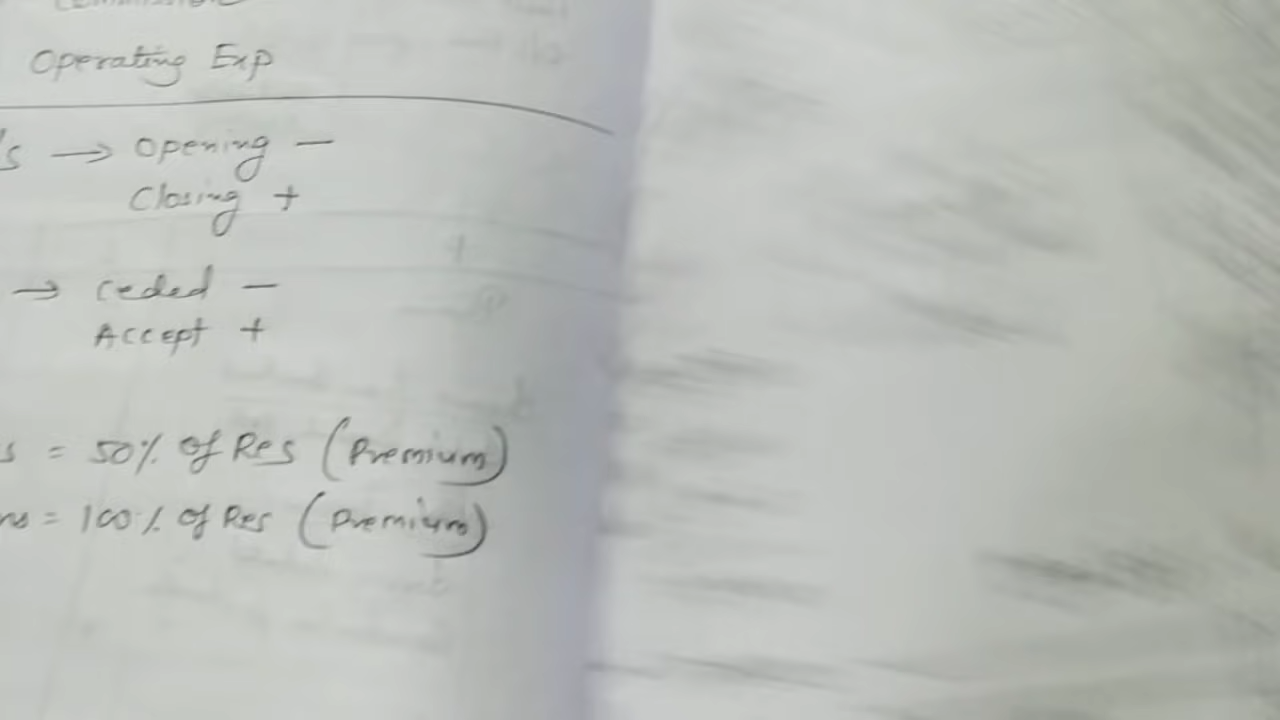 Operating Exp
→ Opening –
Closing +
→ Ceded –
Accept +
= 50% of Res (Premium)
= 100% of Res (Premium)